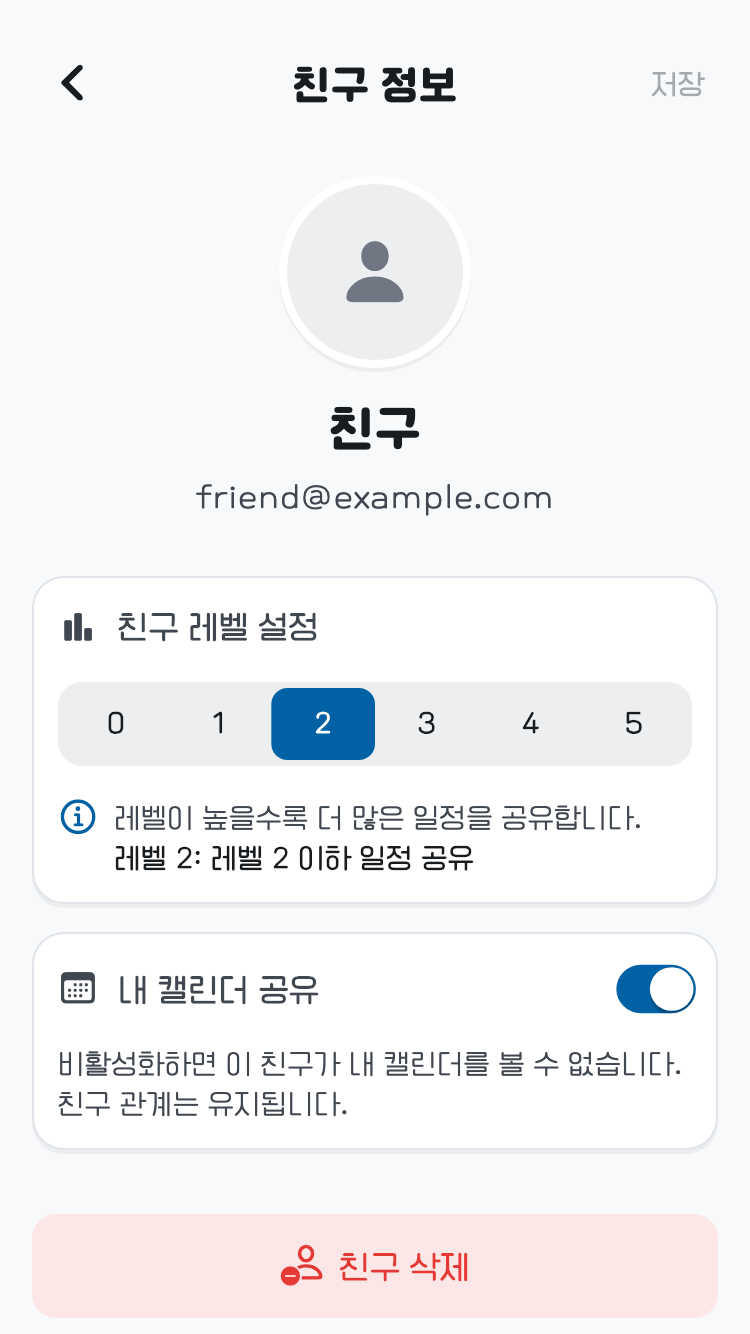 친구 정보
저장
친구
friend@example.com
친구 레벨 설정
0 1 2 3 4 5
레벨이 높을수록 더 많은 일정을 공유합니다.
레벨 2: 레벨 2 이하 일정 공유
내 캘린더 공유
비활성화하면 이 친구가 내 캘린더를 볼 수 없습니다.
친구 관계는 유지됩니다.
친구 삭제